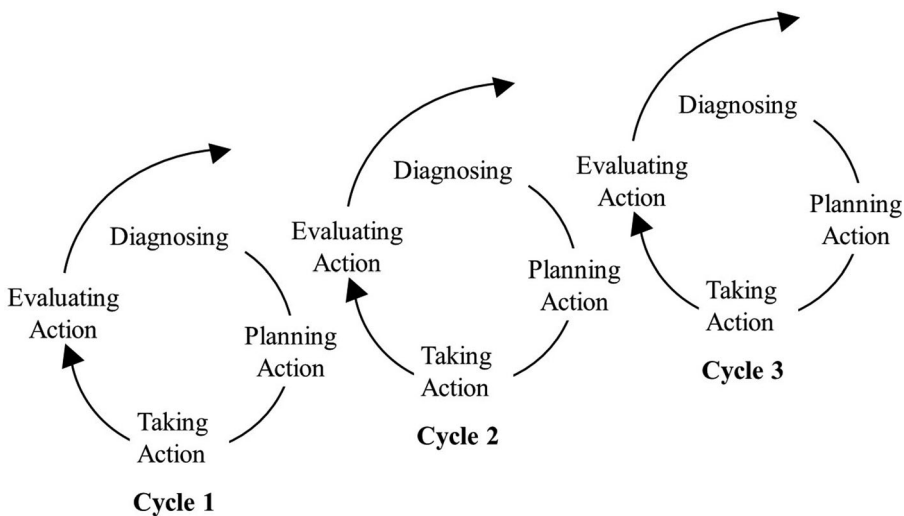 Diagnosing
Planning
Action
Taking
Action
Evaluating
Action
Cycle 1
Diagnosing
Planning
Action
Taking
Action
Evaluating
Action
Cycle 2
Diagnosing
Planning
Action
Taking
Action
Evaluating
Action
Cycle 3